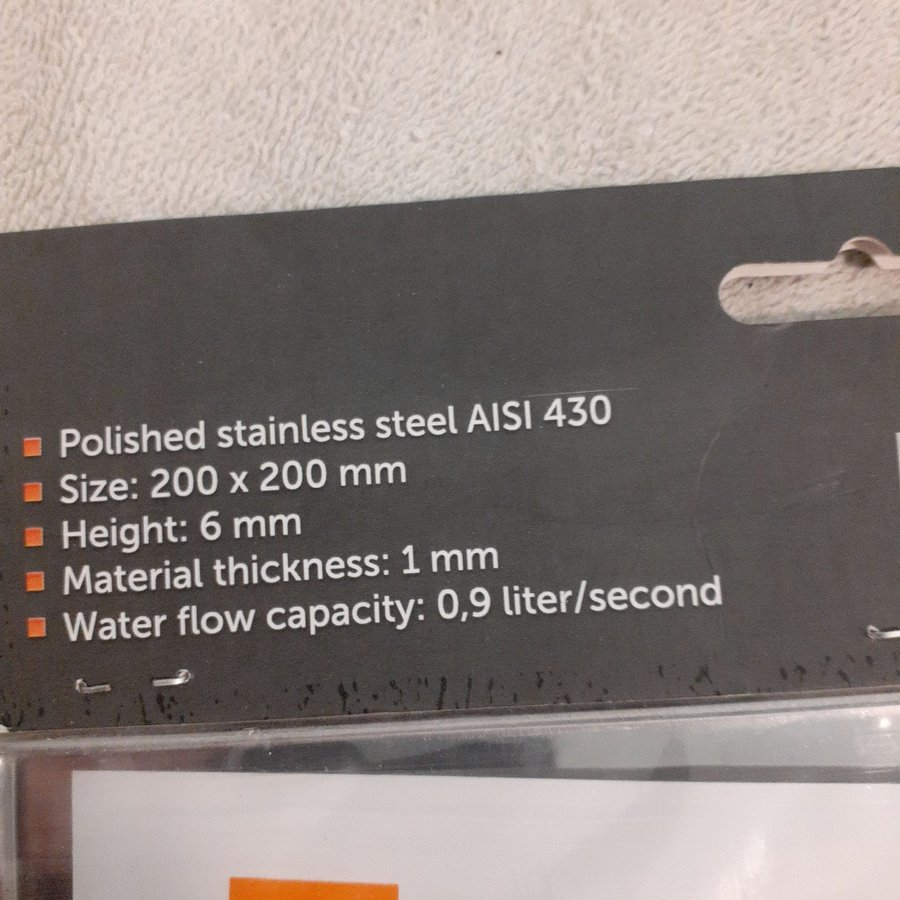 Polished stainless steel AISI 430
Size: 200 x 200 mm
Height: 6 mm
Material thickness: 1 mm
Water flow capacity: 0,9 liter/second